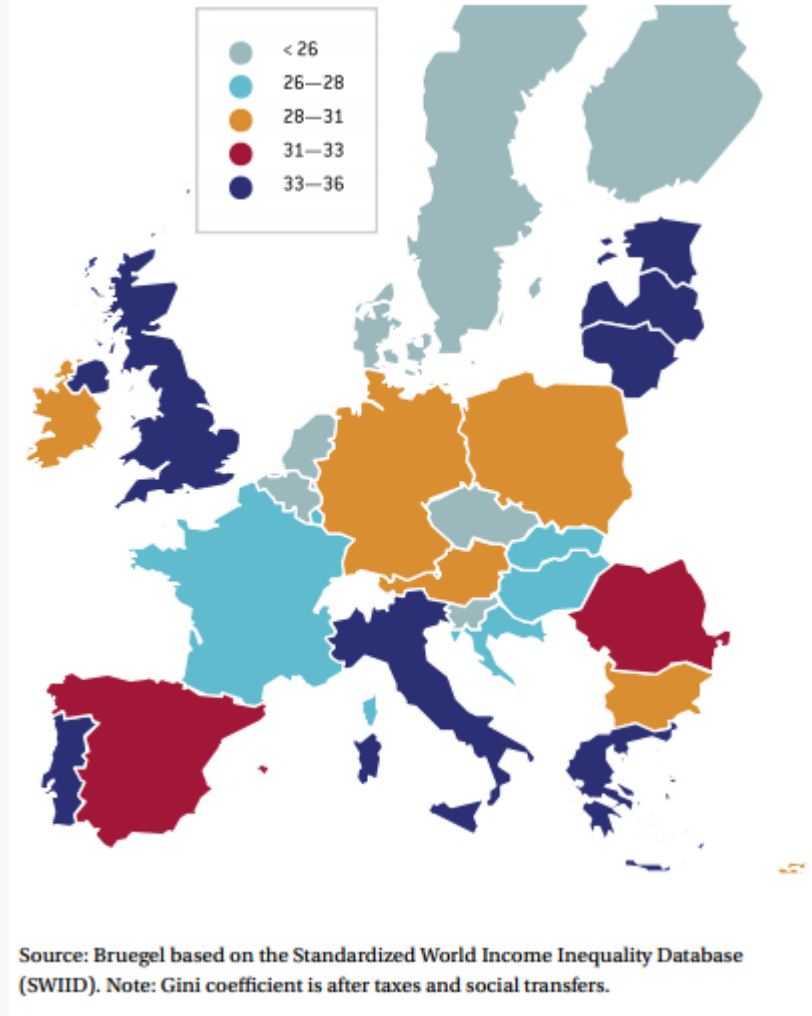 < 26
26—28
28—31
31—33
33—36
Source: Bruegel based on the Standardized World Income Inequality Database
(SWIID). Note: Gini coefficient is after taxes and social transfers.